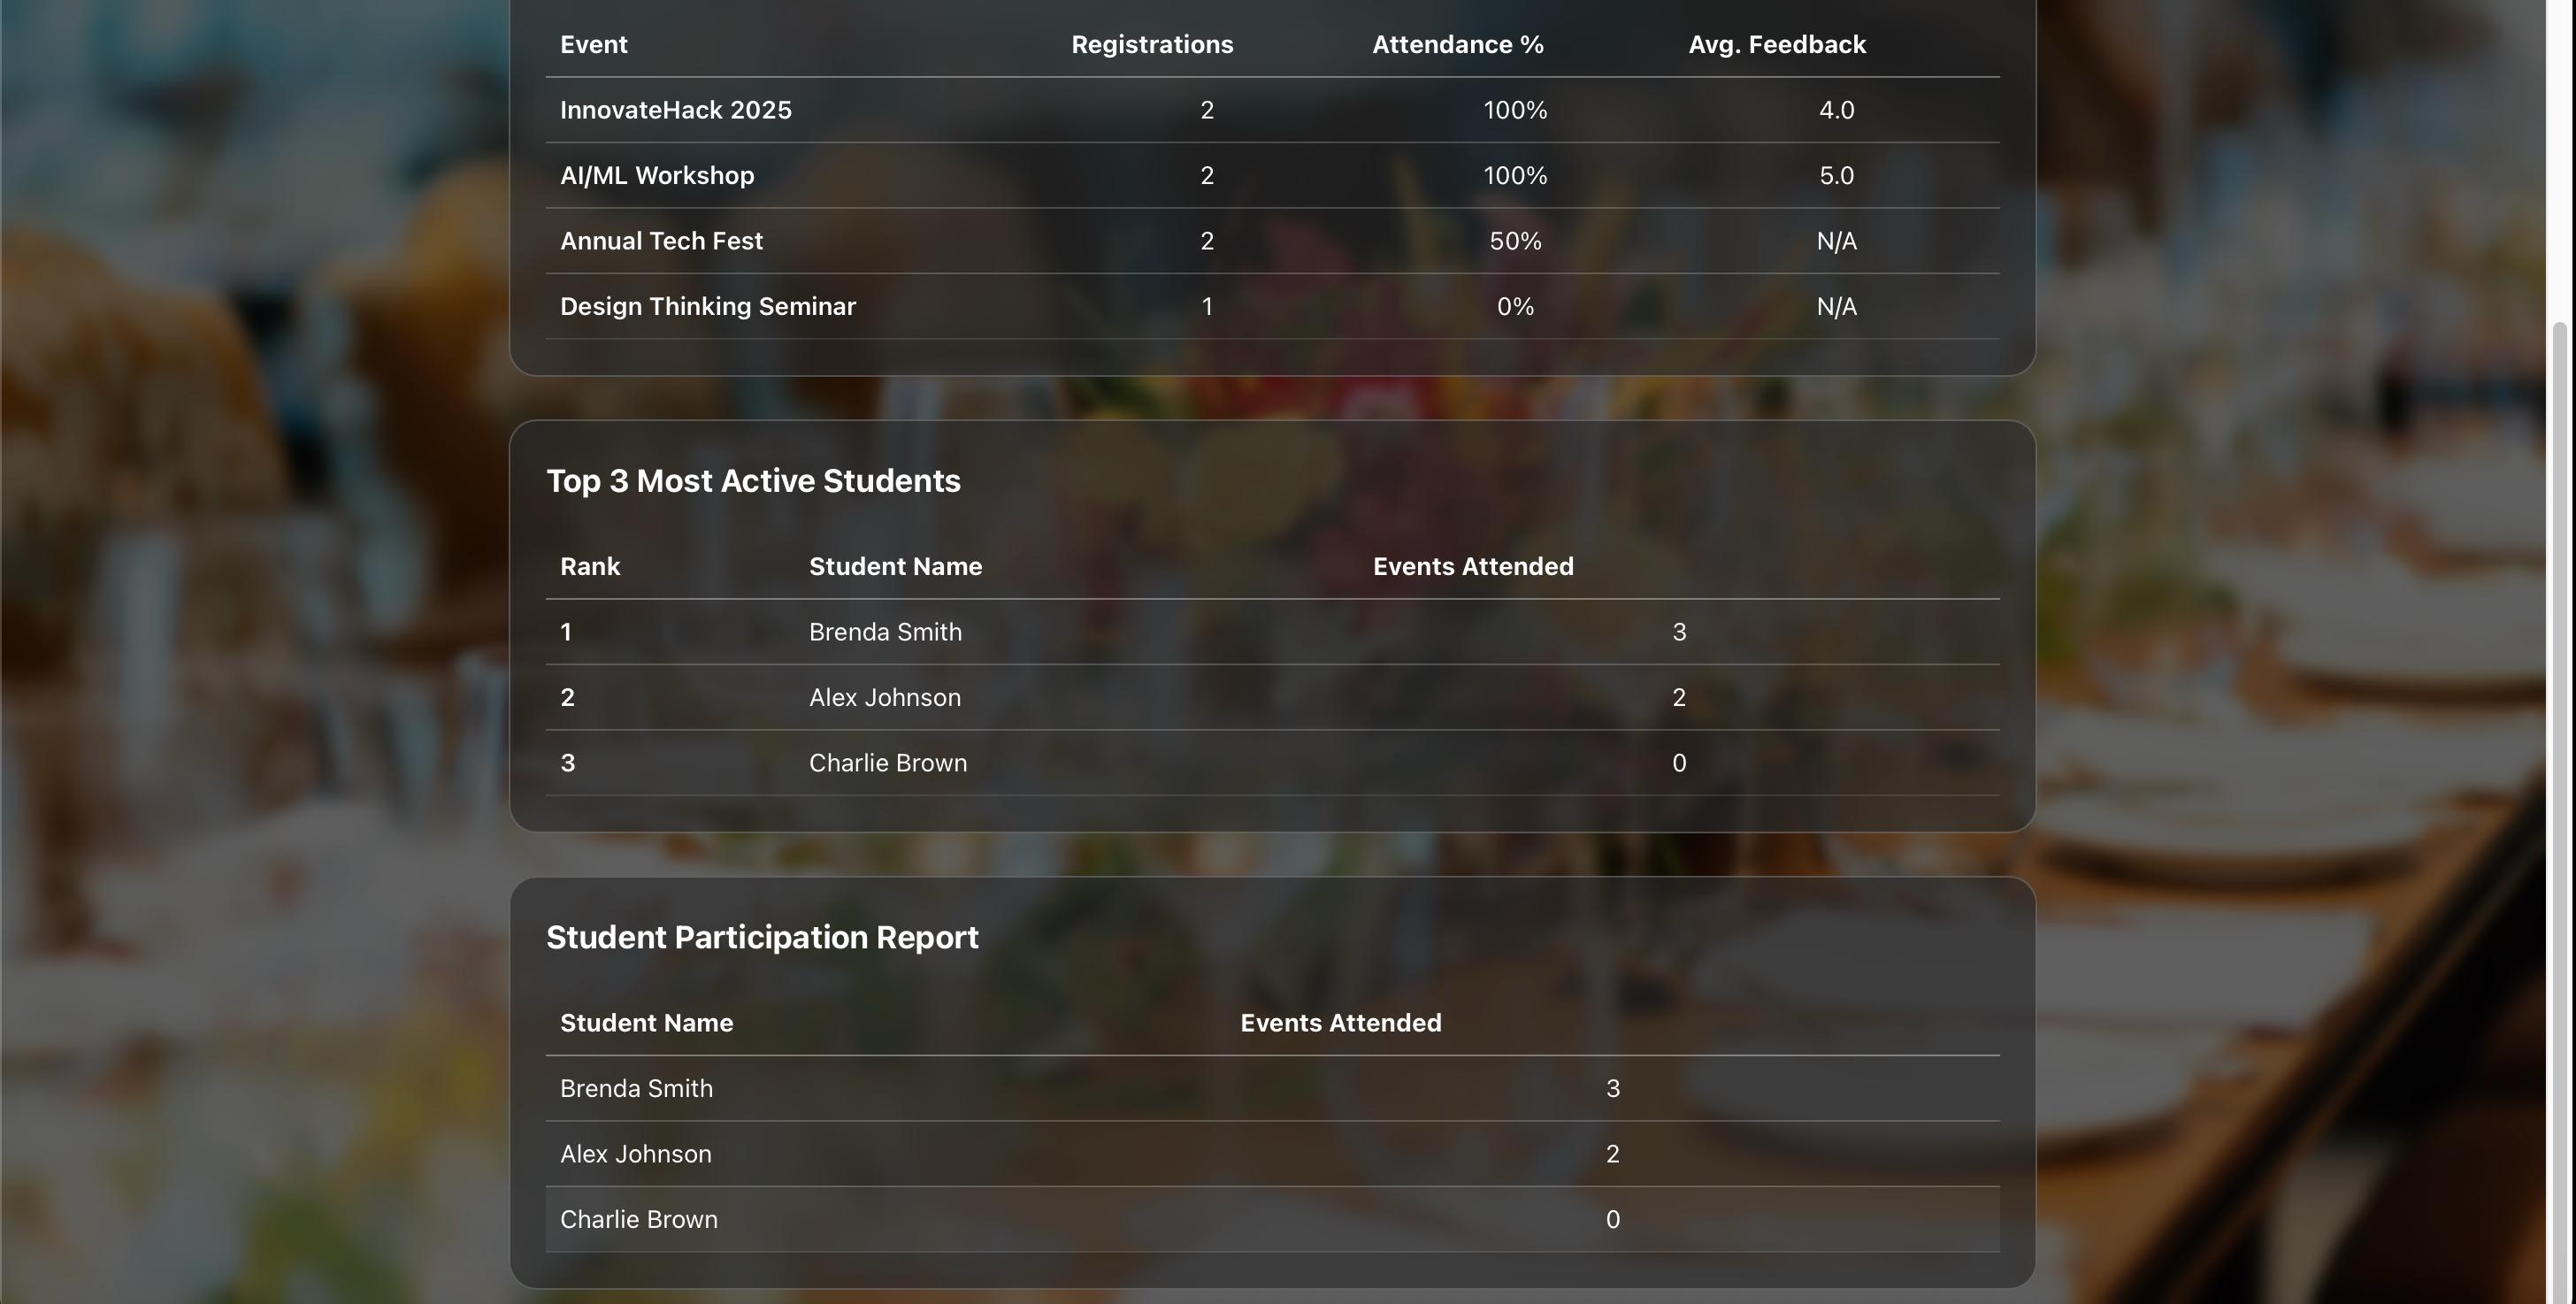 Event Registrations Attendance % Avg. Feedback
InnovateHack 2025 2 100% 4.0
AI/ML Workshop 2 100% 5.0
Annual Tech Fest 2 50% N/A
Design Thinking Seminar 1 0% N/A
Top 3 Most Active Students
Rank Student Name Events Attended
1 Brenda Smith 3
2 Alex Johnson 2
3 Charlie Brown 0
Student Participation Report
Student Name Events Attended
Brenda Smith 3
Alex Johnson 2
Charlie Brown 0